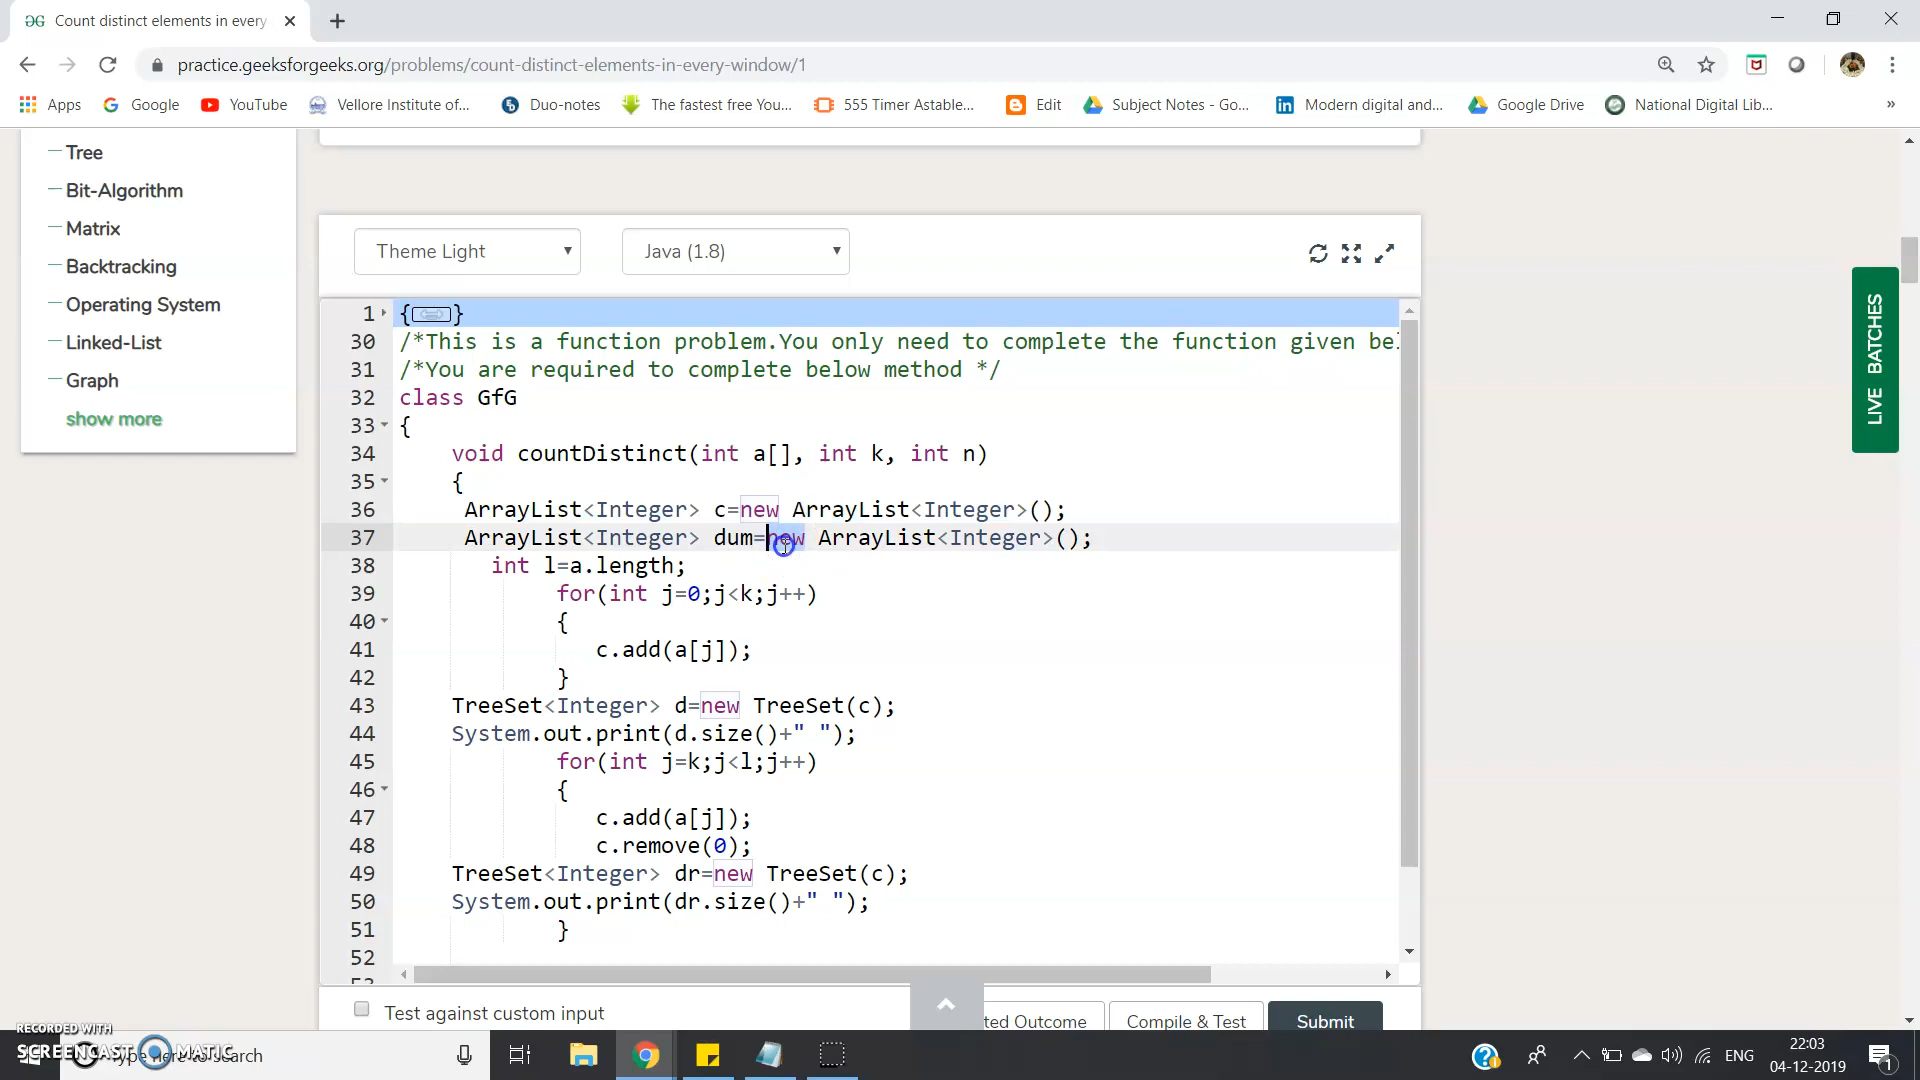 Count distinct elements in every
practice.geeksforgeeks.org/problems/count-distinct-elements-in-every-window/1
Apps Google YouTube Vellore Institute of... Duo-notes The fastest free You... 555 Timer Astable... Edit Subject Notes - Go... Modern digital and... Google Drive National Digital Lib... »
Tree
Bit-Algorithm
Matrix
Backtracking
Operating System
Linked-List
Graph
show more
Theme Light Java (1.8)
LIVE BATCHES
1 {}
30 /*This is a function problem.You only need to complete the function given be
31 /*You are required to complete below method */
32 class GfG
33 {
34 void countDistinct(int a[], int k, int n)
35 {
36 ArrayList<Integer> c=new ArrayList<Integer>();
37 ArrayList<Integer> dum=new ArrayList<Integer>();
38 int l=a.length;
39 for(int j=0;j<k;j++)
40 {
41 c.add(a[j]);
42 }
43 TreeSet<Integer> d=new TreeSet(c);
44 System.out.print(d.size()+" ");
45 for(int j=k;j<l;j++)
46 {
47 c.add(a[j]);
48 c.remove(0);
49 TreeSet<Integer> dr=new TreeSet(c);
50 System.out.print(dr.size()+" ");
51 }
52
Test against custom input
ted Outcome Compile & Test Submit
RECORDED WITH
SCREENCAST MATIC
Type here to search
ENG
22:03
04-12-2019
1